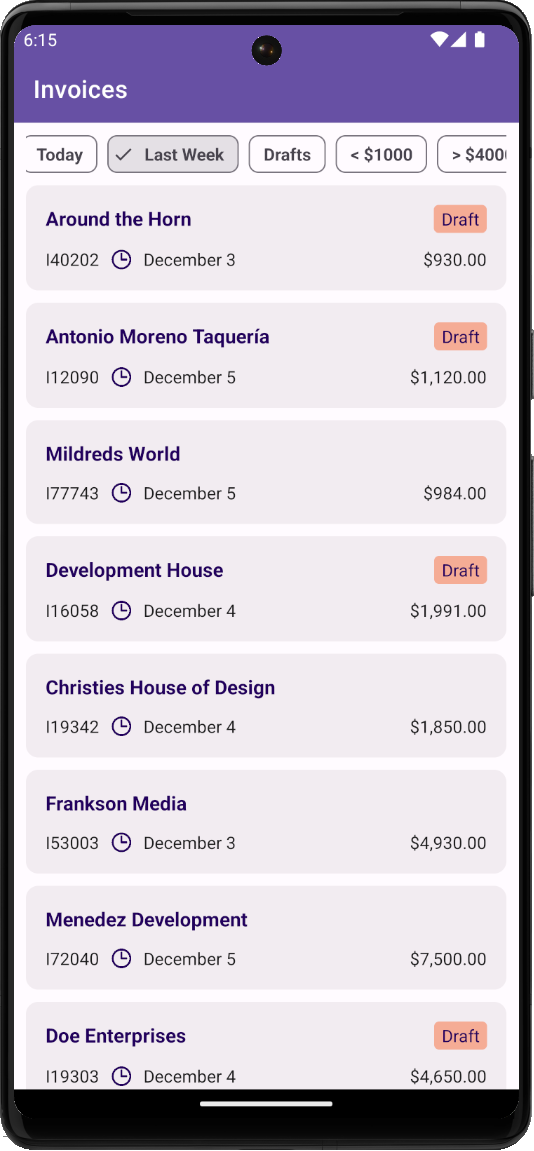 6:15
Invoices
Today Last Week Drafts < $1000 > $400
Around the Horn Draft
I40202 December 3 $930.00
Antonio Moreno Taquería Draft
I12090 December 5 $1,120.00
Mildreds World
I77743 December 5 $984.00
Development House Draft
I16058 December 4 $1,991.00
Christies House of Design
I19342 December 4 $1,850.00
Frankson Media
I53003 December 3 $4,930.00
Menedez Development
I72040 December 5 $7,500.00
Doe Enterprises Draft
I19303 December 4 $4,650.00